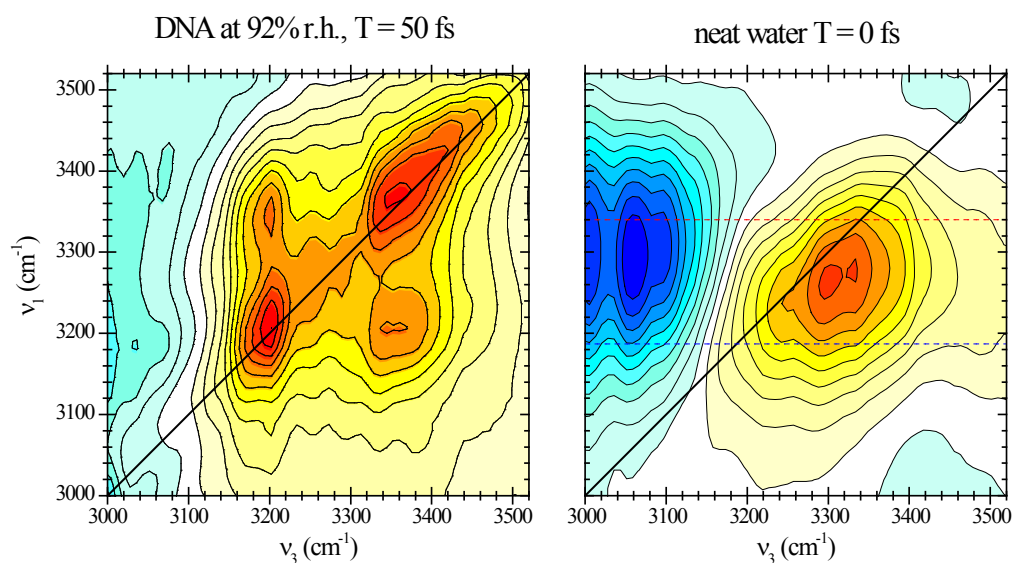 DNA at 92% r.h., T = 50 fs
neat water T = 0 fs
ν₁ (cm⁻¹)
3500
3400
3300
3200
3100
3000
3000 3100 3200 3300 3400 3500
3000 3100 3200 3300 3400 3500
ν₃ (cm⁻¹)
ν₃ (cm⁻¹)